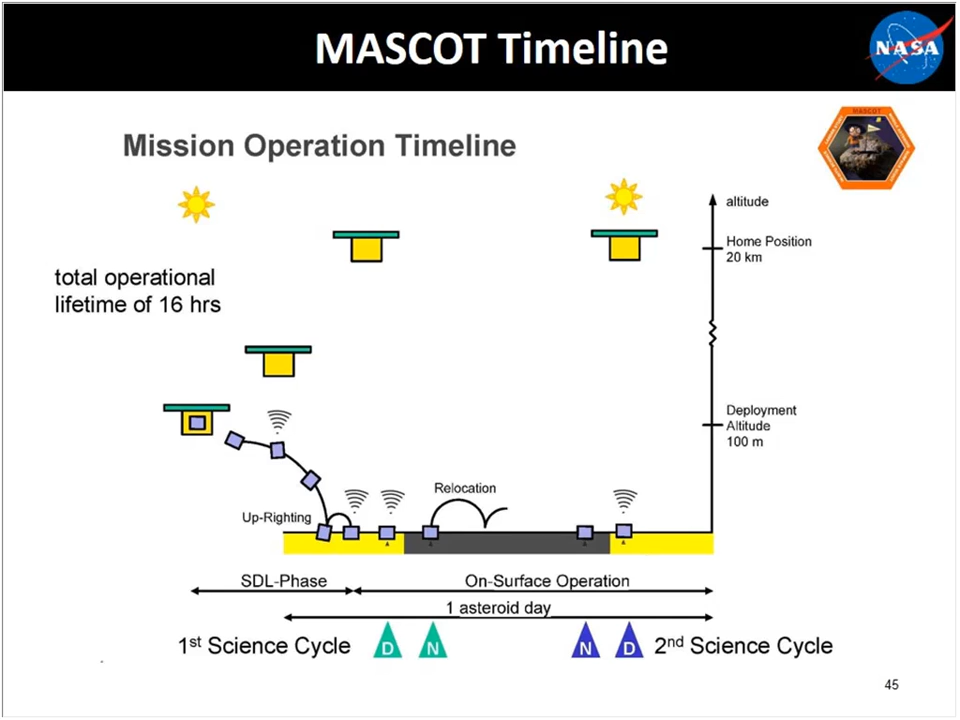 MASCOT Timeline
NASA
MASCOT
Mission Operation Timeline
altitude
Home Position
20 km
total operational
lifetime of 16 hrs
Deployment
Altitude
100 m
Relocation
Up-Righting
SDL-Phase
On-Surface Operation
1 asteroid day
1st Science Cycle
D
N
N
D
2nd Science Cycle
45